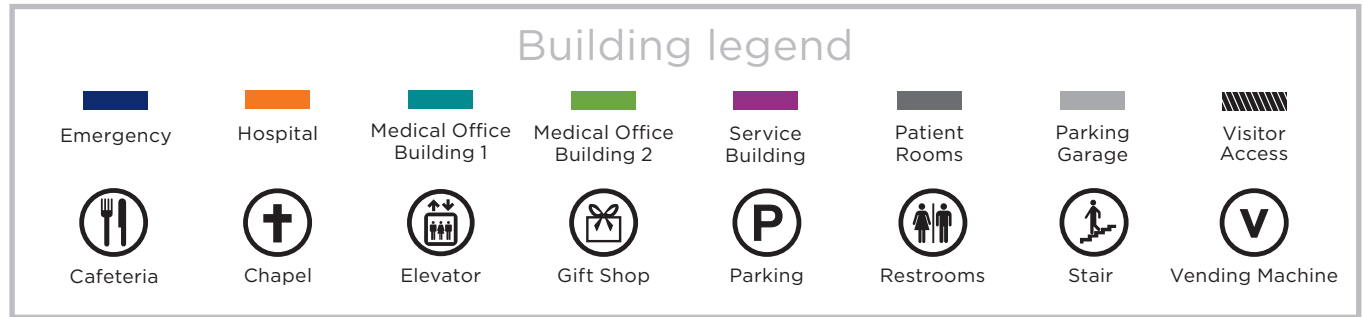 Building legend
Emergency
Hospital
Medical Office
Building 1
Medical Office
Building 2
Service
Building
Patient
Rooms
Parking
Garage
Visitor
Access
P
V
Cafeteria
Chapel
Elevator
Gift Shop
Parking
Restrooms
Stair
Vending Machine